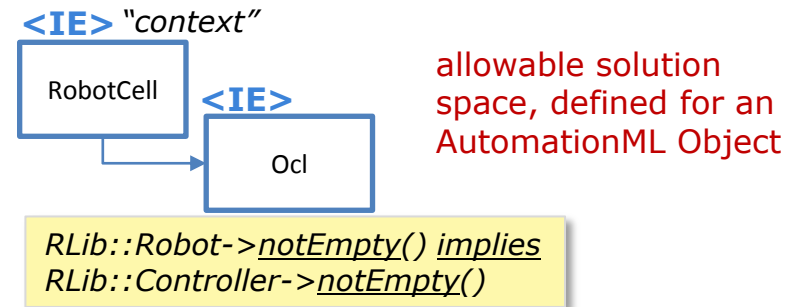 <IE> “context”
RobotCell
<IE>
Ocl
allowable solution
space, defined for an
AutomationML Object
RLib::Robot->notEmpty() implies
RLib::Controller->notEmpty()